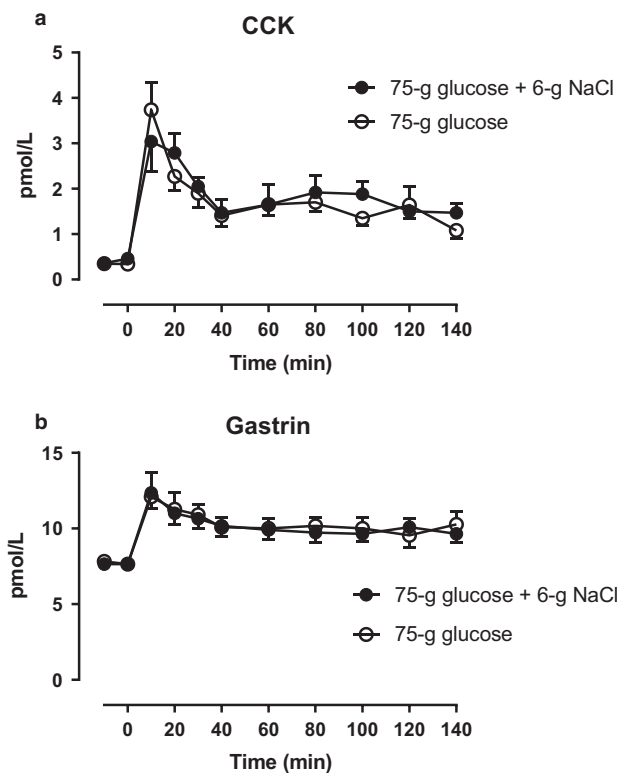 a
CCK
5
4
3
2
1
0
pmol/L
75-g glucose + 6-g NaCl
75-g glucose
0 20 40 60 80 100 120 140
Time (min)
b
Gastrin
15
10
5
0
pmol/L
75-g glucose + 6-g NaCl
75-g glucose
0 20 40 60 80 100 120 140
Time (min)